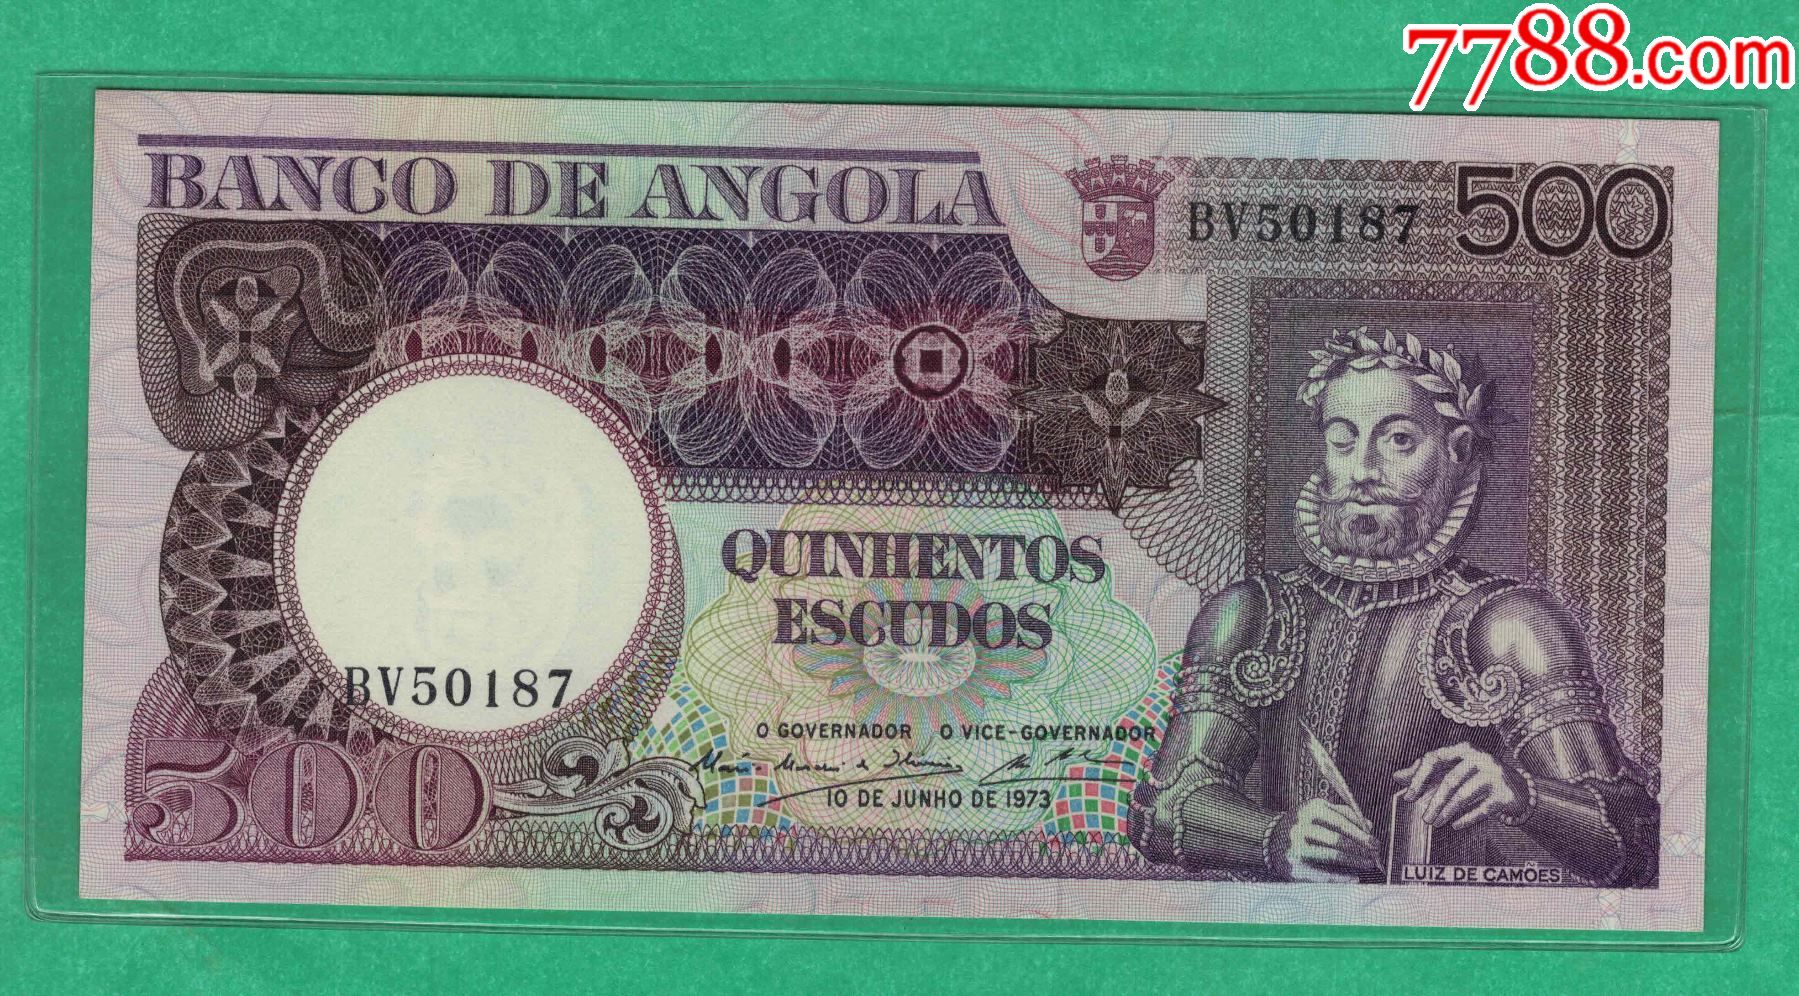 7788.com
BANCO DE ANGOLA
BV50187
500
QUINHENTOS
ESCUDOS
BV50187
O GOVERNADOR O VICE-GOVERNADOR
10 DE JUNHO DE 1973
500
LUIZ DE CAMÕES